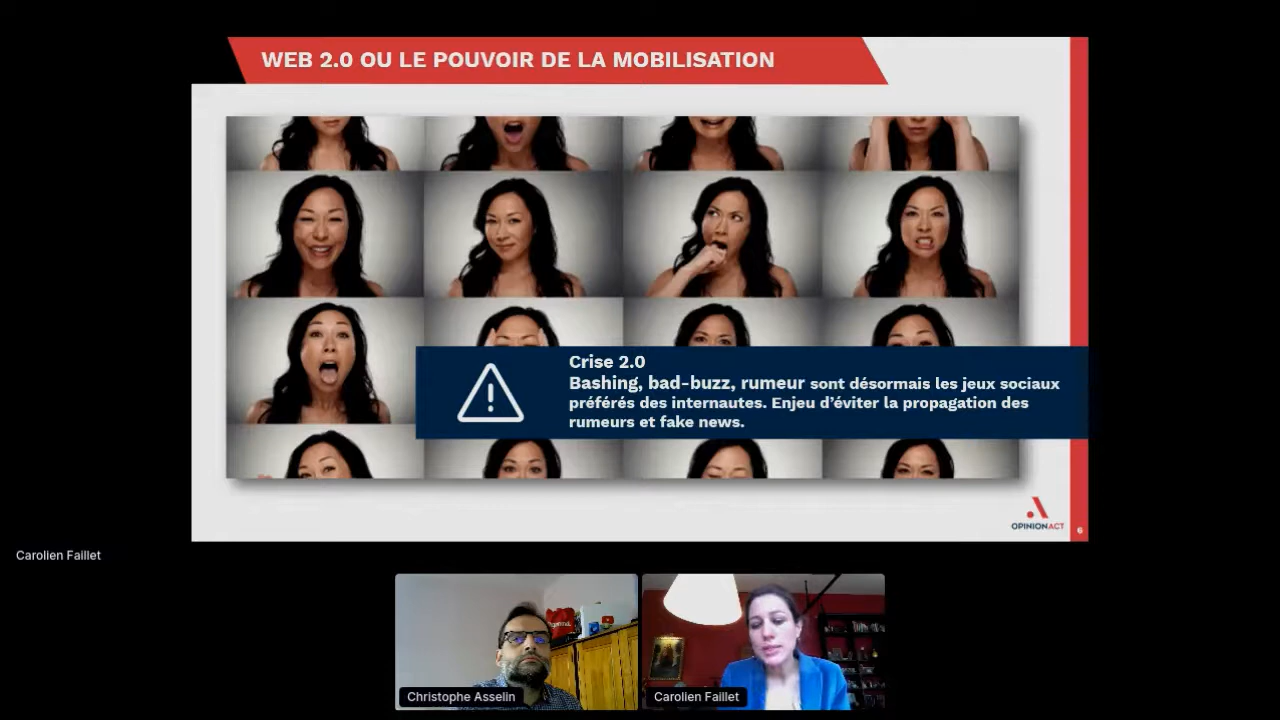 WEB 2.0 OU LE POUVOIR DE LA MOBILISATION
Crise 2.0
Bashing, bad-buzz, rumeur sont désormais les jeux sociaux
préférés des internautes. Enjeu d'éviter la propagation des
rumeurs et fake news.
OPINIONACT
6
Carolien Faillet
Christophe Asselin
Carolien Faillet